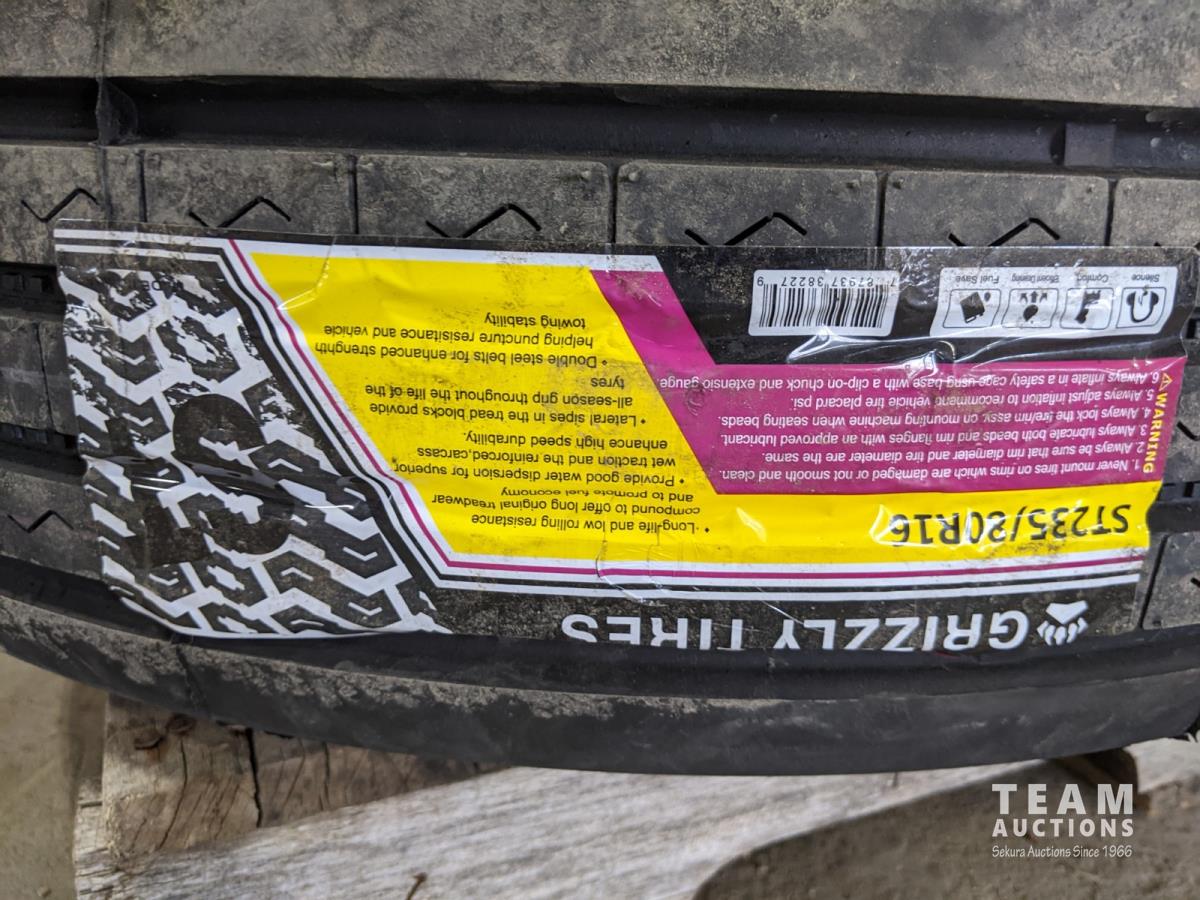 GRIZZLY TIRES
ST235/80R16
WARNING
1. Never mount tires on rims which are damaged or not smooth and clean.
2. Always be sure that rim diameter and tire diameter are the same.
3. Always lubricate both beads and rim flanges with an approved lubricant.
4. Always lock the tire/rim assy. on mounting machine when seating beads.
5. Always adjust inflation to recommend vehicle tire placard psi.
6. Always inflate in a safety cage using base with a clip-on chuck and extensio gauge
•Long-life and low rolling resistance
compound to offer long original treadwear
and to promote fuel economy
• Provide good water dispersion for superior
wet traction and the reinforced,carcass
enhance high speed durability.
• Lateral sipes in the tread blocks provide
all-season grip throughout the life of the
tyres
• Double steel belts for enhanced strenghth
helping puncture resistance and vehicle
towing stability
Silence
Comfort
Efficient Draining
Fuel Save
7 87937 38227 9
TEAM
AUCTIONS
Sekura Auctions Since 1966